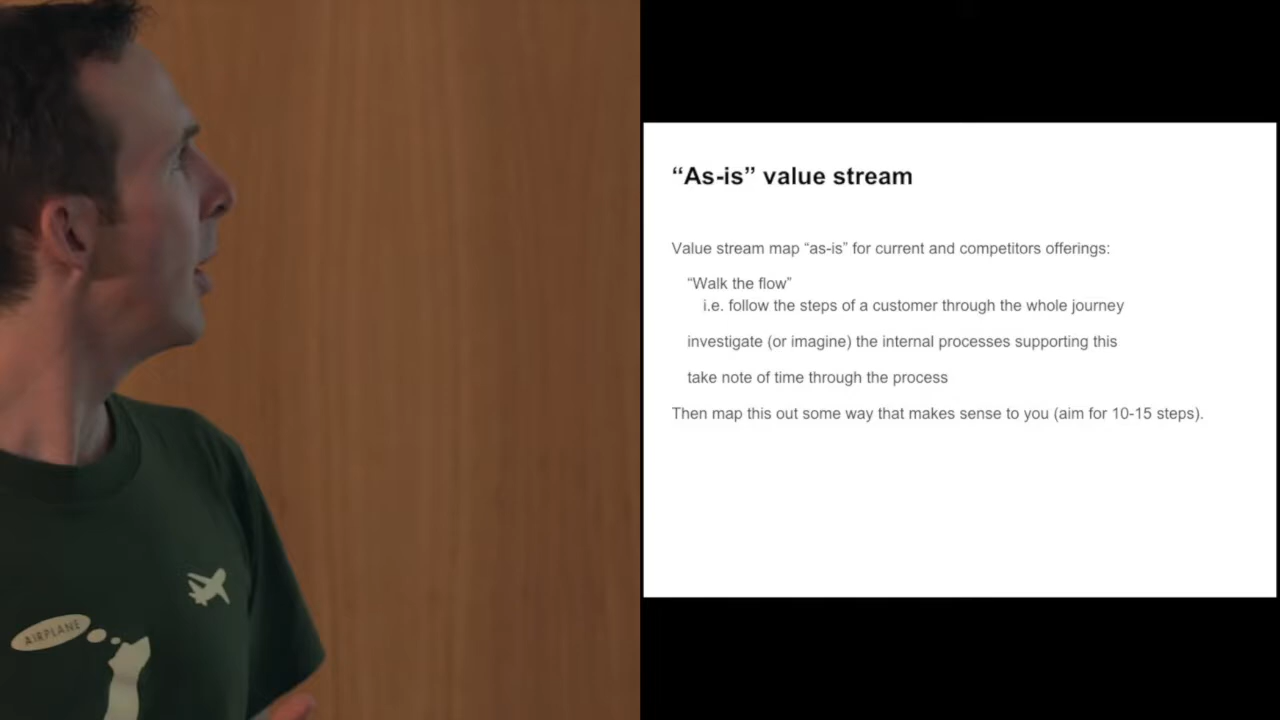 “As-is” value stream
Value stream map “as-is” for current and competitors offerings:
“Walk the flow”
i.e. follow the steps of a customer through the whole journey
investigate (or imagine) the internal processes supporting this
take note of time through the process
Then map this out some way that makes sense to you (aim for 10-15 steps).
AIRPLANE